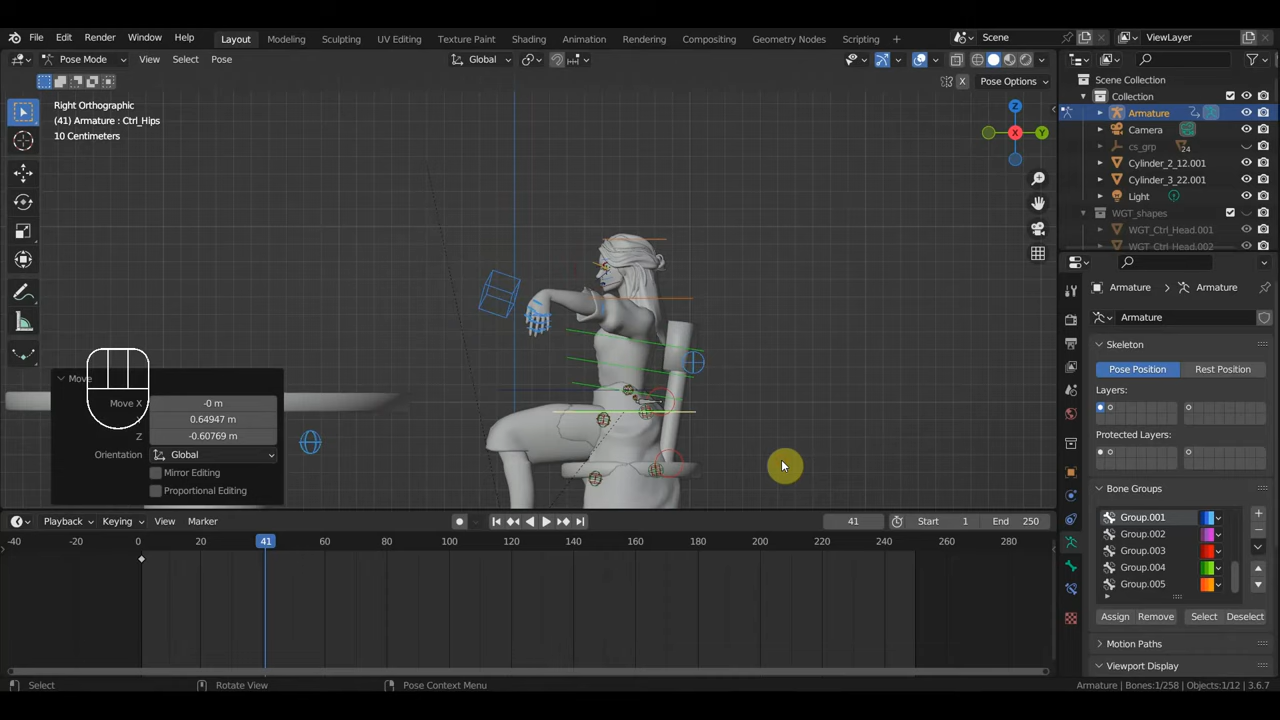 File Edit Render Window Help Layout Modeling Sculpting UV Editing Texture Paint Shading Animation Rendering Compositing Geometry Nodes Scripting + Scene ViewLayer
Pose Mode View Select Pose Global
X Pose Options
Right Orthographic
(41) Armature : Ctrl_Hips
10 Centimeters
Z
X
Y
Scene Collection
Collection
Armature
Camera
cs_grp 24
Cylinder_2_12.001
Cylinder_3_22.001
Light
WGT_shapes
WGT_Ctrl_Head.001
WGT_Ctrl_Head.002
Armature Armature
Armature
Skeleton
Pose Position Rest Position
Layers:
Protected Layers:
Bone Groups
Group.001
Group.002
Group.003
Group.004
Group.005
Assign Remove Select Deselect
Motion Paths
Viewport Display
Move
Move X -0 m
0.64947 m
Z -0.60769 m
Orientation Global
Mirror Editing
Proportional Editing
Playback Keying View Marker 41 Start 1 End 250
-40 0 20 41 60 80 100 120 140 160 180 200 220 240 260 280
Select Rotate View Pose Context Menu Armature | Bones:1/258 | Objects:1/12 | 3.6.7